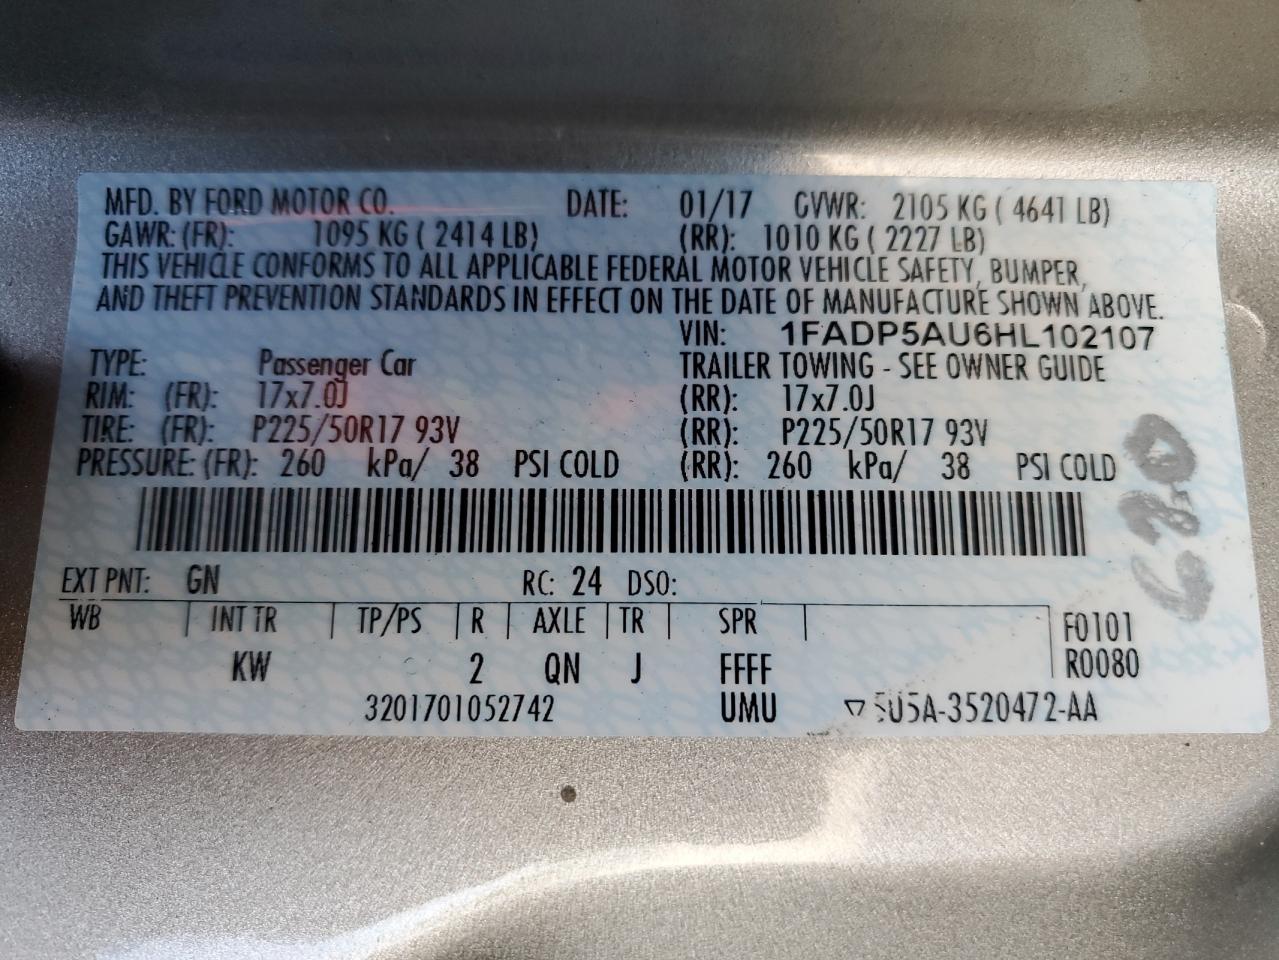 MFD. BY FORD MOTOR CO. DATE: 01/17 GVWR: 2105 KG ( 4641 LB)
GAWR: (FR): 1095 KG ( 2414 LB) (RR): 1010 KG ( 2227 LB)
THIS VEHICLE CONFORMS TO ALL APPLICABLE FEDERAL MOTOR VEHICLE SAFETY, BUMPER,
AND THEFT PREVENTION STANDARDS IN EFFECT ON THE DATE OF MANUFACTURE SHOWN ABOVE.
VIN: 1FADP5AU6HL102107
TYPE: Passenger Car TRAILER TOWING - SEE OWNER GUIDE
RIM: (FR): 17x7.0J (RR): 17x7.0J
TIRE: (FR): P225/50R17 93V (RR): P225/50R17 93V
PRESSURE: (FR): 260 kPa/ 38 PSI COLD (RR): 260 kPa/ 38 PSI COLD
EXT PNT: GN RC: 24 DSO:
WB INT TR TP/PS R AXLE TR SPR F0101
KW 2 QN J FFFF R0080
3201701052742 UMU ▽5U5A-3520472-AA